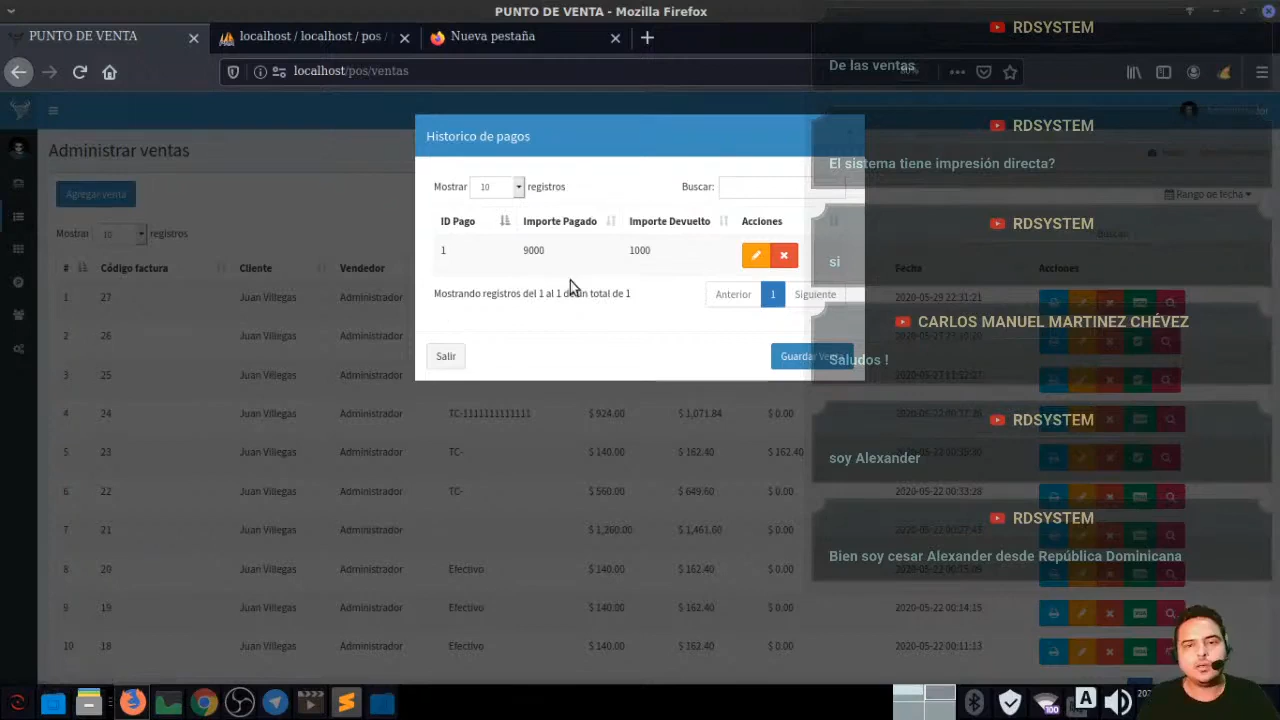 PUNTO DE VENTA - Mozilla Firefox
PUNTO DE VENTA
localhost / localhost / pos /
Nueva pestaña
localhost/pos/ventas
Administrar ventas
Agregar venta
Rango de fecha
Mostrar 10 registros
Buscar:
# Código factura Cliente Vendedor Fecha Acciones
1 27 Juan Villegas Administrador 2020-05-29 22:31:21
2 26 Juan Villegas Administrador
3 25 Juan Villegas Administrador
4 24 Juan Villegas Administrador TC-1111111111111 $ 924.00 $ 1,071.84 $ 0.00
5 23 Juan Villegas Administrador TC- $ 140.00 $ 162.40 $ 162.40
6 22 Juan Villegas Administrador TC- $ 560.00 $ 649.60 $ 0.00 2020-05-22 00:33:28
7 21 Juan Villegas Administrador $ 1,260.00 $ 1,461.60 $ 0.00
8 20 Juan Villegas Administrador Efectivo $ 140.00 $ 162.40 $ 0.00
9 19 Juan Villegas Administrador Efectivo $ 140.00 $ 162.40 $ 0.00 2020-05-22 00:14:15
10 18 Juan Villegas Administrador Efectivo $ 140.00 $ 162.40 $ 0.00 2020-05-22 00:11:13
Historico de pagos
Mostrar 10 registros
Buscar:
ID Pago Importe Pagado Importe Devuelto Acciones
1 9000 1000
Mostrando registros del 1 al 1 de un total de 1
Anterior 1 Siguiente
Salir
Guardar
RDSYSTEM
De las ventas
RDSYSTEM
El sistema tiene impresión directa?
RDSYSTEM
si
CARLOS MANUEL MARTINEZ CHÉVEZ
Saludos !
RDSYSTEM
soy Alexander
RDSYSTEM
Bien soy cesar Alexander desde República Dominicana
100
A